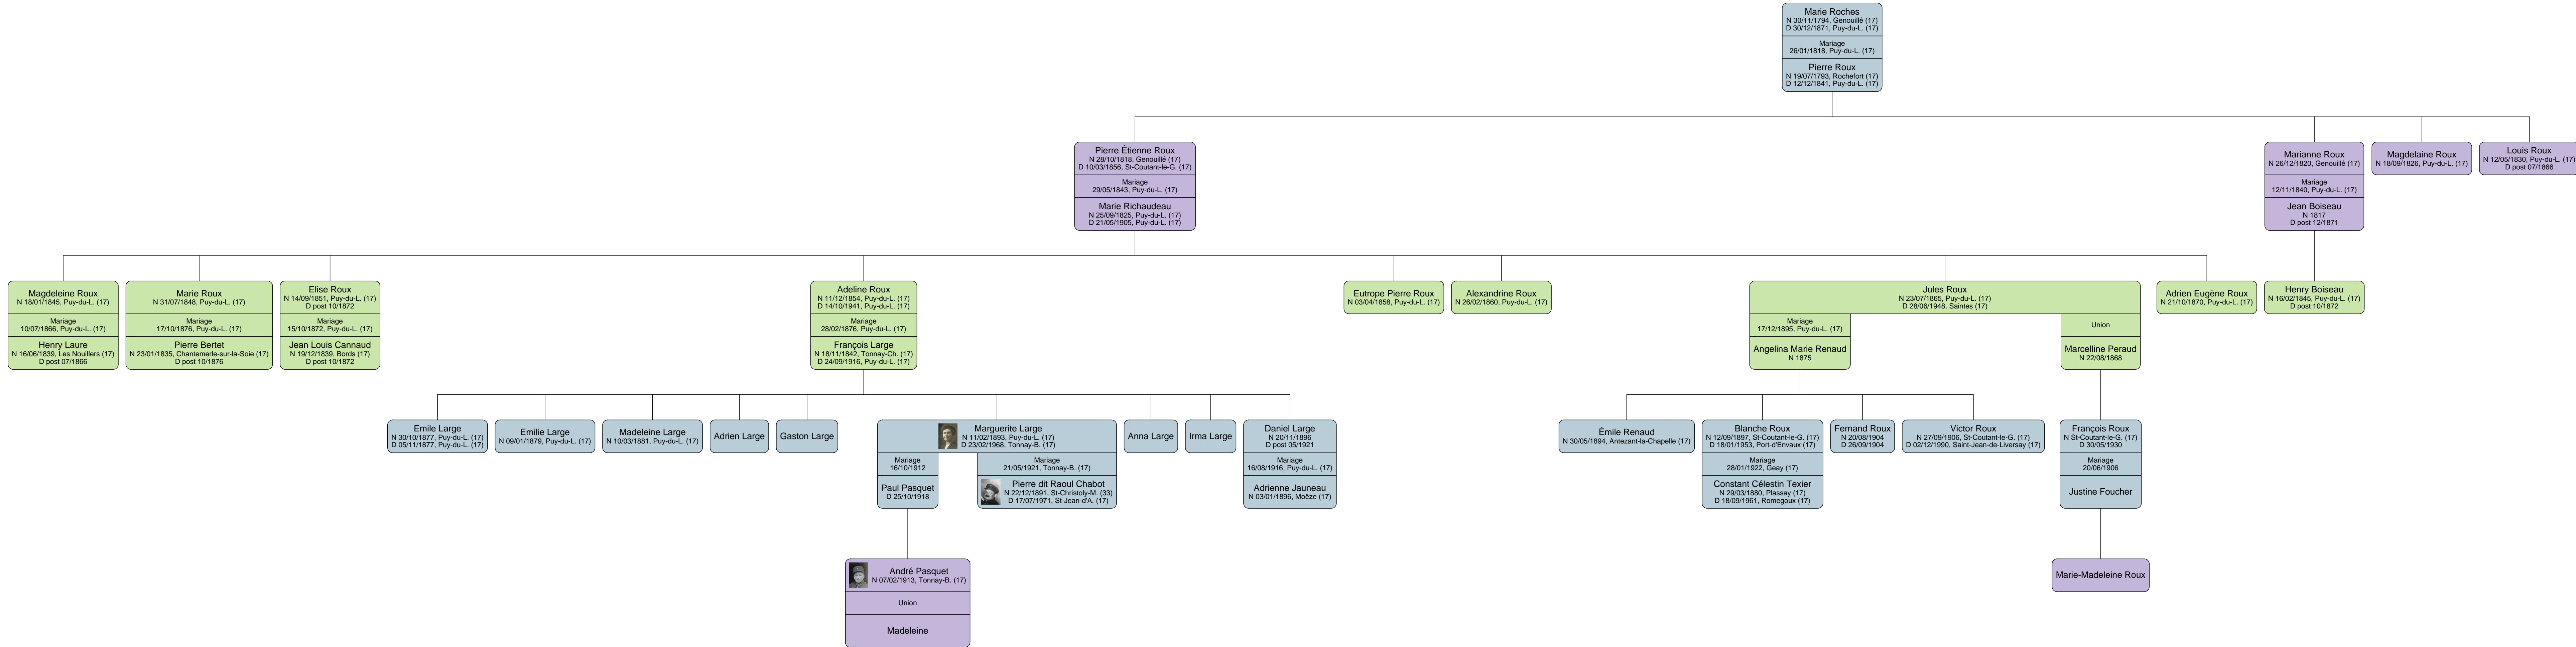 Marie Roches
N 30/11/1794, Genouillé (17)
D 30/12/1871, Puy-du-L. (17)
Mariage
26/01/1818, Puy-du-L. (17)
Pierre Roux
N 19/07/1793, Rochefort (17)
D 12/12/1841, Puy-du-L. (17)
Pierre Étienne Roux
N 28/10/1818, Genouillé (17)
D 10/03/1856, St-Coutant-le-G. (17)
Mariage
29/05/1843, Puy-du-L. (17)
Marie Richaudeau
N 25/09/1825, Puy-du-L. (17)
D 21/05/1905, Puy-du-L. (17)
Marianne Roux
N 26/12/1820, Genouillé (17)
Mariage
12/11/1840, Puy-du-L. (17)
Jean Boiseau
N 1817
D post 12/1871
Magdelaine Roux
N 18/09/1826, Puy-du-L. (17)
Louis Roux
N 12/05/1830, Puy-du-L. (17)
D post 07/1866
Magdeleine Roux
N 18/01/1845, Puy-du-L. (17)
Mariage
10/07/1866, Puy-du-L. (17)
Henry Laure
N 16/06/1839, Les Nouillers (17)
D post 07/1866
Marie Roux
N 31/07/1848, Puy-du-L. (17)
Mariage
17/10/1876, Puy-du-L. (17)
Pierre Bertet
N 23/01/1835, Chantemerle-sur-la-Soie (17)
D post 10/1876
Elise Roux
N 14/09/1851, Puy-du-L. (17)
D post 10/1872
Mariage
15/10/1872, Puy-du-L. (17)
Jean Louis Cannaud
N 19/12/1839, Bords (17)
D post 10/1872
Adeline Roux
N 11/12/1854, Puy-du-L. (17)
D 14/10/1941, Puy-du-L. (17)
Mariage
28/02/1876, Puy-du-L. (17)
François Large
N 18/11/1842, Tonnay-Ch. (17)
D 24/09/1916, Puy-du-L. (17)
Eutrope Pierre Roux
N 03/04/1858, Puy-du-L. (17)
Alexandrine Roux
N 26/02/1860, Puy-du-L. (17)
Jules Roux
N 23/07/1865, Puy-du-L. (17)
D 28/06/1948, Saintes (17)
Mariage
17/12/1895, Puy-du-L. (17)
Angelina Marie Renaud
N 1875
Union
Marcelline Peraud
N 22/08/1868
Adrien Eugène Roux
N 21/10/1870, Puy-du-L. (17)
Henry Boiseau
N 16/02/1845, Puy-du-L. (17)
D post 10/1872
Emile Large
N 30/10/1877, Puy-du-L. (17)
D 05/11/1877, Puy-du-L. (17)
Emilie Large
N 09/01/1879, Puy-du-L. (17)
Madeleine Large
N 10/03/1881, Puy-du-L. (17)
Adrien Large
Gaston Large
Marguerite Large
N 11/02/1893, Puy-du-L. (17)
D 23/02/1968, Tonnay-B. (17)
Mariage
16/10/1912
Paul Pasquet
D 25/10/1918
Mariage
21/05/1921, Tonnay-B. (17)
Pierre dit Raoul Chabot
N 22/12/1891, St-Christoly-M. (33)
D 17/07/1971, St-Jean-d'A. (17)
Anna Large
Irma Large
Daniel Large
N 20/11/1896
D post 05/1921
Mariage
16/08/1916, Puy-du-L. (17)
Adrienne Jauneau
N 03/01/1896, Moëze (17)
Émile Renaud
N 30/05/1894, Antezant-la-Chapelle (17)
Blanche Roux
N 12/09/1897, St-Coutant-le-G. (17)
D 18/01/1953, Port-d'Envaux (17)
Mariage
28/01/1922, Geay (17)
Constant Célestin Texier
N 29/03/1880, Plassay (17)
D 18/09/1961, Romegoux (17)
Fernand Roux
N 20/08/1904
D 26/09/1904
Victor Roux
N 27/09/1906, St-Coutant-le-G. (17)
D 02/12/1990, Saint-Jean-de-Liversay (17)
François Roux
N St-Coutant-le-G. (17)
D 30/05/1930
Mariage
20/06/1906
Justine Foucher
André Pasquet
N 07/02/1913, Tonnay-B. (17)
Union
Madeleine
Marie-Madeleine Roux